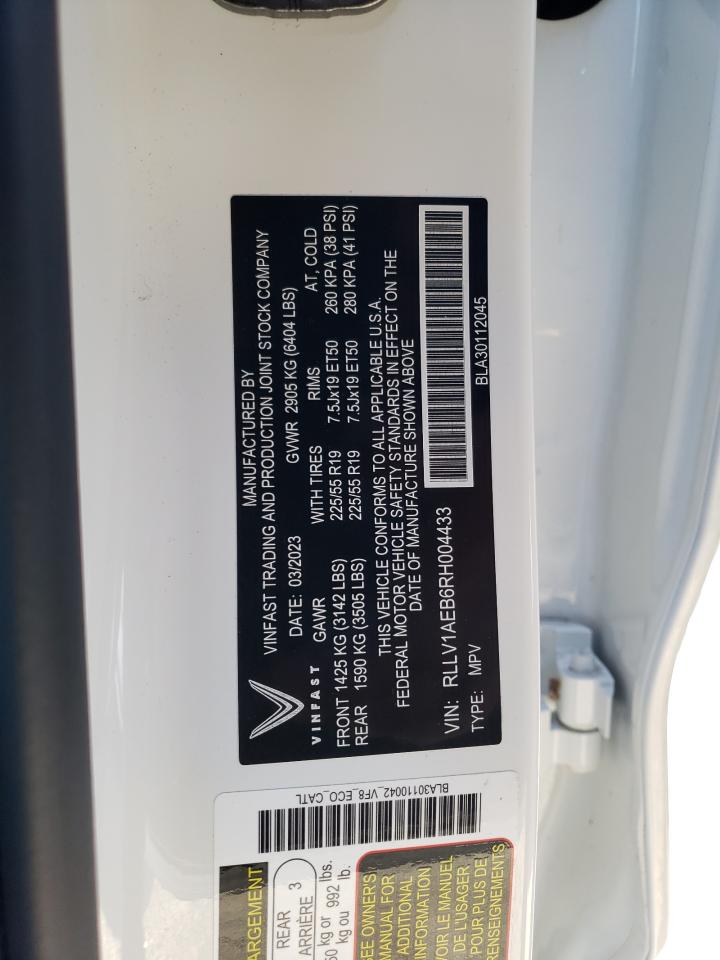 MANUFACTURED BY
VINFAST TRADING AND PRODUCTION JOINT STOCK COMPANY
DATE: 03/2023 GVWR 2905 KG (6404 LBS)
VINFAST
GAWR WITH TIRES RIMS AT, COLD
FRONT 1425 KG (3142 LBS) 225/55 R19 7.5Jx19 ET50 260 KPA (38 PSI)
REAR 1590 KG (3505 LBS) 225/55 R19 7.5Jx19 ET50 280 KPA (41 PSI)
THIS VEHICLE CONFORMS TO ALL APPLICABLE U.S.A.
FEDERAL MOTOR VEHICLE SAFETY STANDARDS IN EFFECT ON THE
DATE OF MANUFACTURE SHOWN ABOVE
VIN: RLLV1AEB6RH004433
TYPE: MPV
BLA30112045
BLA30110042_VF8_ECO_CATL
ARGEMENT
REAR
ARRIÈRE 3
kg or 992 lbs.
kg ou lb.
SEE OWNER'S
MANUAL FOR
ADDITIONAL
INFORMATION
VOIR LE MANUEL
DE L'USAGER
POUR PLUS DE
RENSEIGNEMENTS